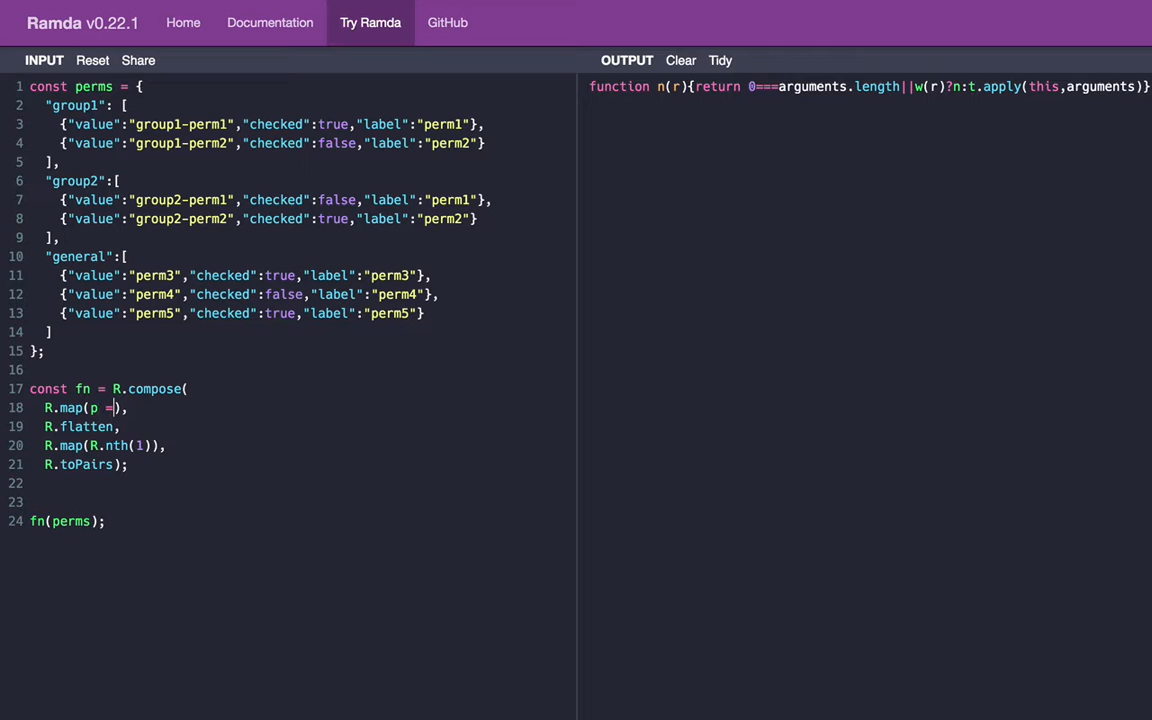 Ramda v0.22.1 Home Documentation Try Ramda GitHub
INPUT Reset Share OUTPUT Clear Tidy
1 const perms = {
2 "group1": [
3 {"value":"group1-perm1","checked":true,"label":"perm1"},
4 {"value":"group1-perm2","checked":false,"label":"perm2"}
5 ],
6 "group2":[
7 {"value":"group2-perm1","checked":false,"label":"perm1"},
8 {"value":"group2-perm2","checked":true,"label":"perm2"}
9 ],
10 "general":[
11 {"value":"perm3","checked":true,"label":"perm3"},
12 {"value":"perm4","checked":false,"label":"perm4"},
13 {"value":"perm5","checked":true,"label":"perm5"}
14 ]
15 };
16
17 const fn = R.compose(
18 R.map(p =),
19 R.flatten,
20 R.map(R.nth(1)),
21 R.toPairs);
22
23
24 fn(perms);
function n(r){return 0===arguments.length||w(r)?n:t.apply(this,arguments)}